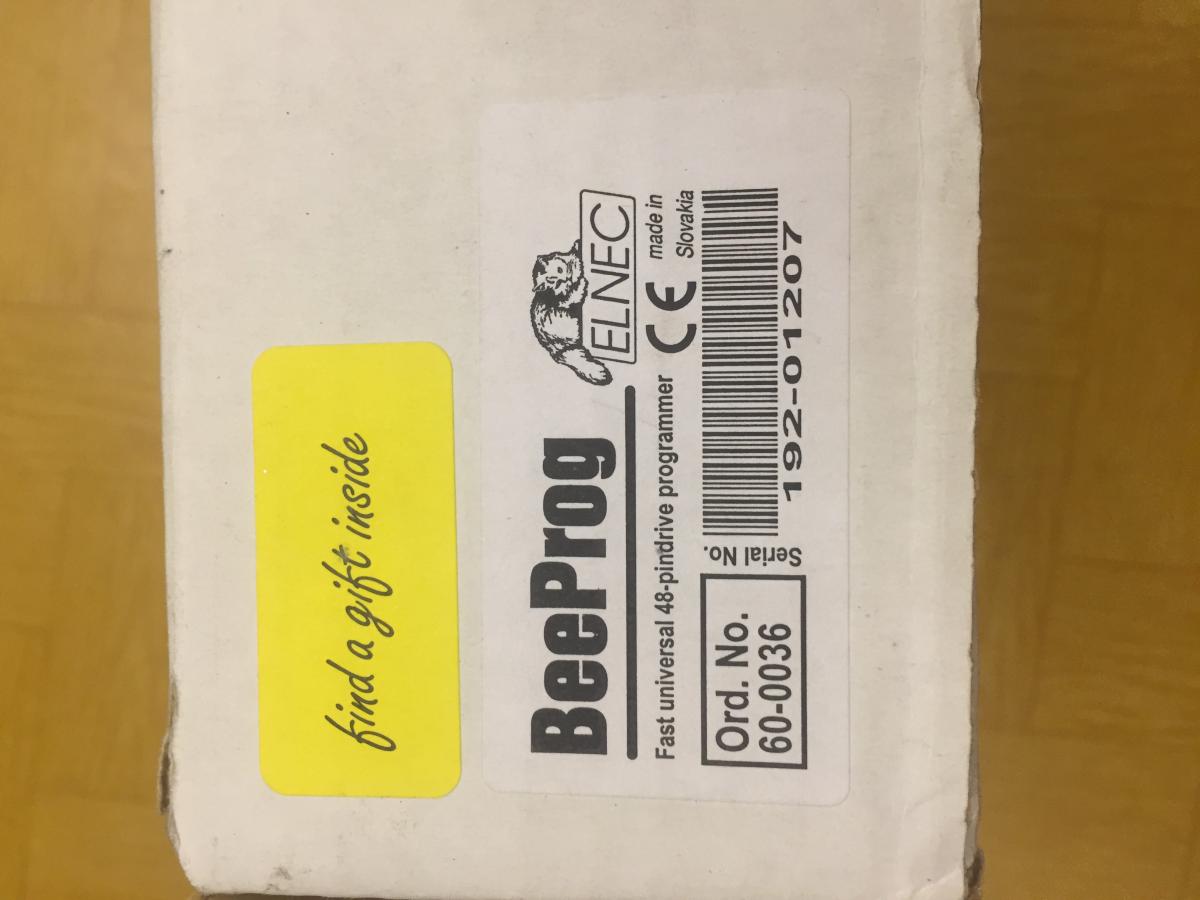 find a gift inside
BeeProg
ELNEC
Fast universal 48-pindrive programmer
CE
made in
Slovakia
Ord. No.
60-0036
Serial No.
192-01207